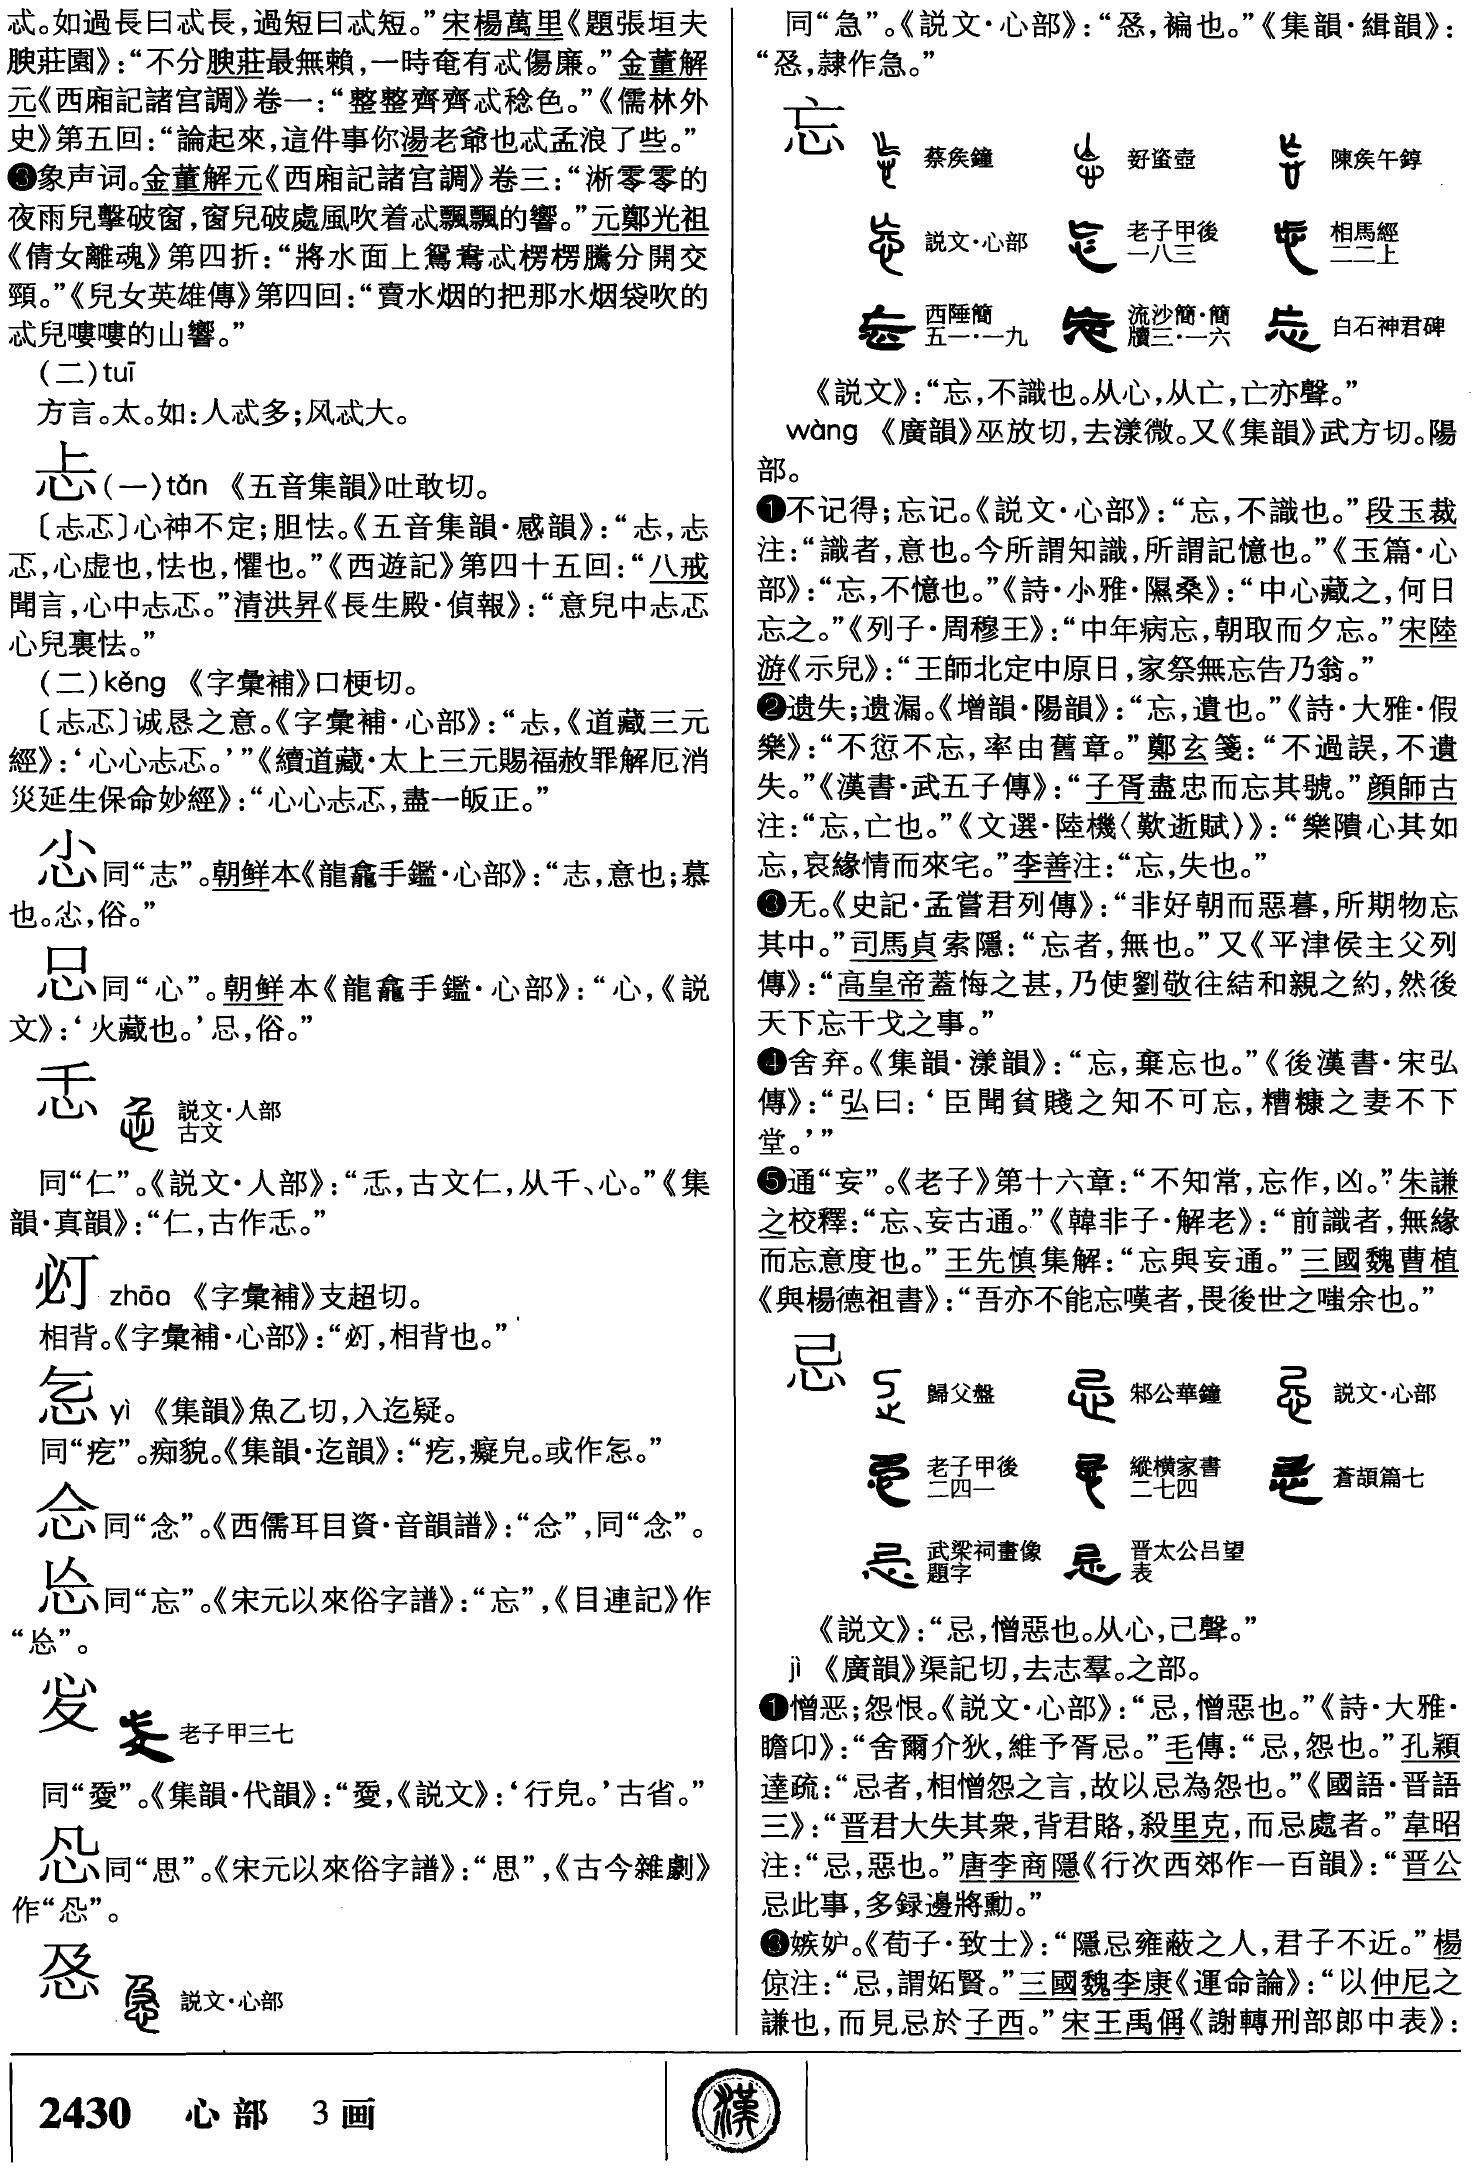 忒。如過長曰忒長，過短曰忒短。”宋楊萬里《題張垣夫
腴莊園》：“不分腴莊最無賴，一時奄有忒傷廉。”金董解
元《西廂記諸宫調》卷一：“整整齊齊忒稔色。”《儒林外
史》第五回：“論起來，這件事你湯老爺也忒孟浪了些。”
❸象声词。金董解元《西廂記諸宫調》卷三：“淅零零的
夜雨兒擊破窗，窗兒破處風吹着忒飄飄的響。”元鄭光祖
《倩女離魂》第四折：“將水面上鴛鴦忒楞楞騰分開交
頸。”《兒女英雄傳》第四回：“賣水烟的把那水烟袋吹的
忒兒嘍嘍的山響。”
（二）tuī
方言。太。如：人忒多；风忒大。
忐（一）tǎn 《五音集韻》吐敢切。
〔忐忑〕心神不定；胆怯。《五音集韻·感韻》：“忐，忐
忑，心虚也，怯也，懼也。”《西遊記》第四十五回：“八戒
聞言，心中忐忑。”清洪昇《長生殿·偵報》：“意兒中忐忑
心兒裏怯。”
（二）kěng 《字彙補》口梗切。
〔忐忑〕诚恳之意。《字彙補·心部》：“忐，《道藏三元
經》：‘心心忐忑。’”《續道藏·太上三元賜福赦罪解厄消
災延生保命妙經》：“心心忐忑，盡一皈正。”
同“志”。朝鲜本《龍龕手鑑·心部》：“志，意也；慕
也。，俗。”
同“心”。朝鲜本《龍龕手鑑·心部》：“心，《説
文》：‘火藏也。’，俗。”
忎 説文·人部
古文
同“仁”。《説文·人部》：“忎，古文仁，从千、心。”《集
韻·真韻》：“仁，古作忎。”
zhāo 《字彙補》支超切。
相背。《字彙補·心部》：“，相背也。”
忥 yì 《集韻》魚乙切，入迄疑。
同“疙”。痴貌。《集韻·迄韻》：“疙，癡皃。或作忥。”
同“念”。《西儒耳目資·音韻譜》：“”，同“念”。
同“忘”。《宋元以來俗字譜》：“忘”，《目連記》作
“”。
老子甲三七
同“愛”。《集韻·代韻》：“愛，《説文》：‘行皃。’古省。”
同“思”。《宋元以來俗字譜》：“思”，《古今雜劇》
作“”。
㤂 説文·心部
同“急”。《説文·心部》：“㤂，褊也。”《集韻·緝韻》：
“㤂，隷作急。”
忘 蔡矦鐘 𡚽盗壺 陳矦午錞
説文·心部 老子甲後
一八三 相馬經
二二上
西陲簡
五一·一九 流沙簡·簡
牘三·一六 白石神君碑
《説文》：“忘，不識也。从心，从亡，亡亦聲。”
wàng 《廣韻》巫放切，去漾微。又《集韻》武方切。陽
部。
❶不记得；忘记。《説文·心部》：“忘，不識也。”段玉裁
注：“識者，意也。今所謂知識，所謂記憶也。”《玉篇·心
部》：“忘，不憶也。”《詩·小雅·隰桑》：“中心藏之，何日
忘之。”《列子·周穆王》：“中年病忘，朝取而夕忘。”宋陸
游《示兒》：“王師北定中原日，家祭無忘告乃翁。”
❷遗失；遗漏。《增韻·陽韻》：“忘，遺也。”《詩·大雅·假
樂》：“不愆不忘，率由舊章。”鄭玄箋：“不過誤，不遺
失。”《漢書·武五子傳》：“子胥盡忠而忘其號。”顔師古
注：“忘，亡也。”《文選·陸機〈歎逝賦〉》：“樂隤心其如
忘，哀緣情而來宅。”李善注：“忘，失也。”
❸无。《史記·孟嘗君列傳》：“非好朝而惡暮，所期物忘
其中。”司馬貞索隱：“忘者，無也。”又《平津侯主父列
傳》：“高皇帝蓋悔之甚，乃使劉敬往結和親之約，然後
天下忘干戈之事。”
❹舍弃。《集韻·漾韻》：“忘，棄忘也。”《後漢書·宋弘
傳》：“弘曰：‘臣聞貧賤之知不可忘，糟糠之妻不下
堂。’”
❺通“妄”。《老子》第十六章：“不知常，忘作，凶。”朱謙
之校釋：“忘、妄古通。”《韓非子·解老》：“前識者，無緣
而忘意度也。”王先慎集解：“忘與妄通。”三國魏曹植
《與楊德祖書》：“吾亦不能忘嘆者，畏後世之嗤余也。”
忌 歸父盤 邾公華鐘 説文·心部
老子甲後
二四一 縱横家書
二七四 蒼頡篇七
武梁祠畫像
題字 晋太公吕望
表
《説文》：“忌，憎惡也。从心，己聲。”
jì 《廣韻》渠記切，去志羣。之部。
❶憎恶；怨恨。《説文·心部》：“忌，憎惡也。”《詩·大雅·
瞻卬》：“舍爾介狄，維予胥忌。”毛傳：“忌，怨也。”孔穎
達疏：“忌者，相憎怨之言，故以忌為怨也。”《國語·晋語
三》：“晋君大失其衆，背君賂，殺里克，而忌處者。”韋昭
注：“忌，惡也。”唐李商隱《行次西郊作一百韻》：“晋公
忌此事，多録邊將勳。”
❷嫉妒。《荀子·致士》：“隱忌雍蔽之人，君子不近。”楊
倞注：“忌，謂妬賢。”三國魏李康《運命論》：“以仲尼之
謙也，而見忌於子西。”宋王禹偁《謝轉刑部郎中表》：
2430 心部 3画
漢